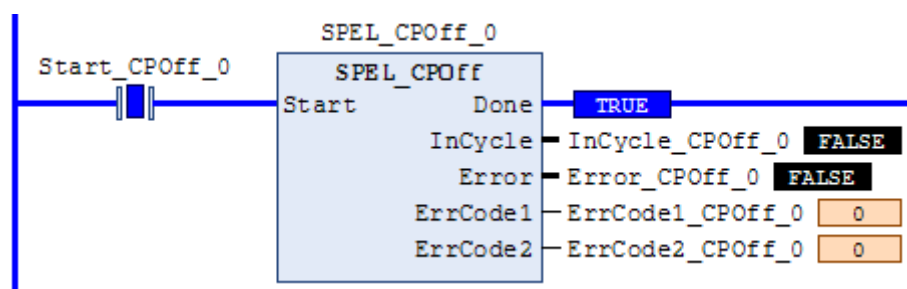 SPEL_CPOff_0
Start_CPOff_0 SPEL_CPOff
Start Done TRUE
InCycle InCycle_CPOff_0 FALSE
Error Error_CPOff_0 FALSE
ErrCode1 ErrCode1_CPOff_0 0
ErrCode2 ErrCode2_CPOff_0 0